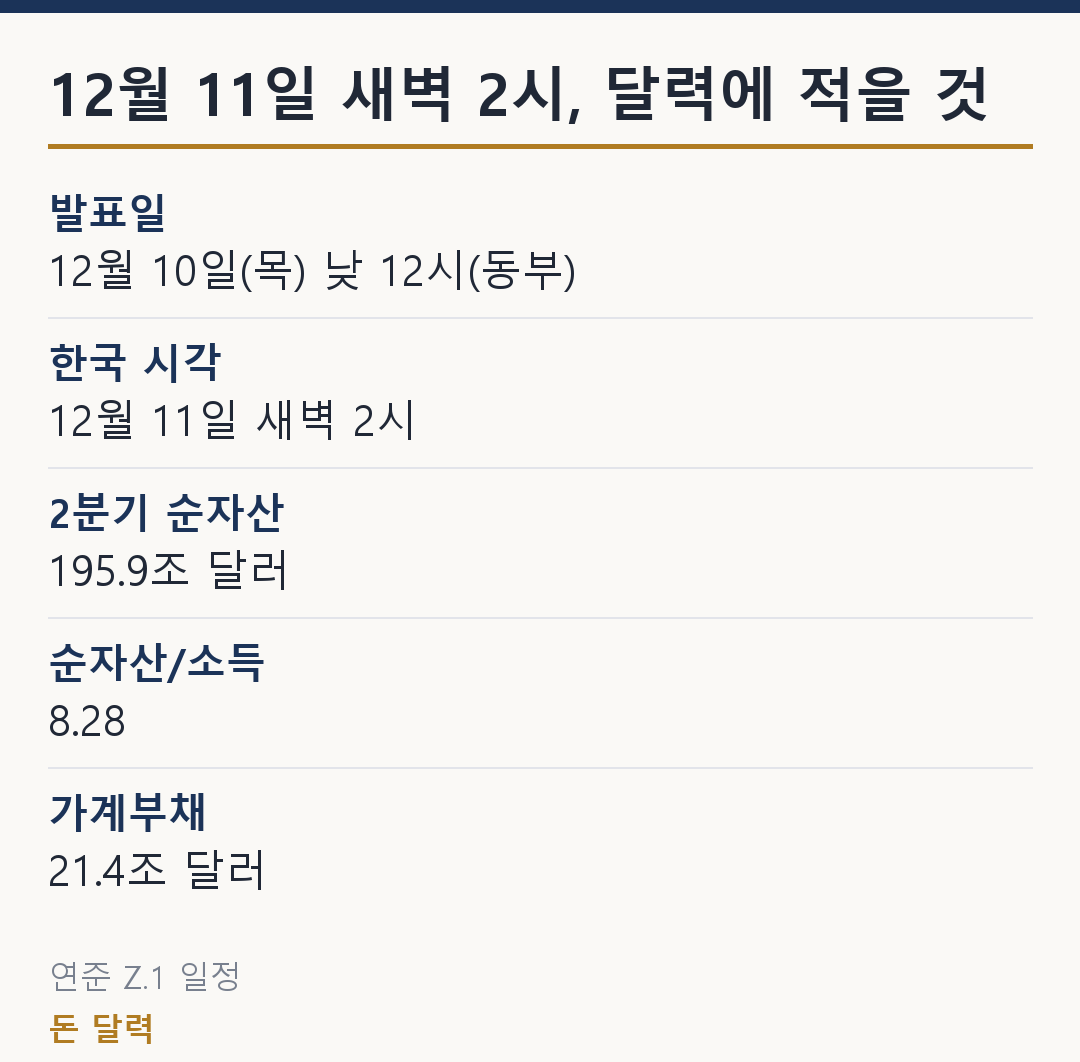 12월 11일 새벽 2시, 달력에 적을 것
발표일
12월 10일(목) 낮 12시(동부)
한국 시각
12월 11일 새벽 2시
2분기 순자산
195.9조 달러
순자산/소득
8.28
가계부채
21.4조 달러
연준 Z.1 일정
돈 달력